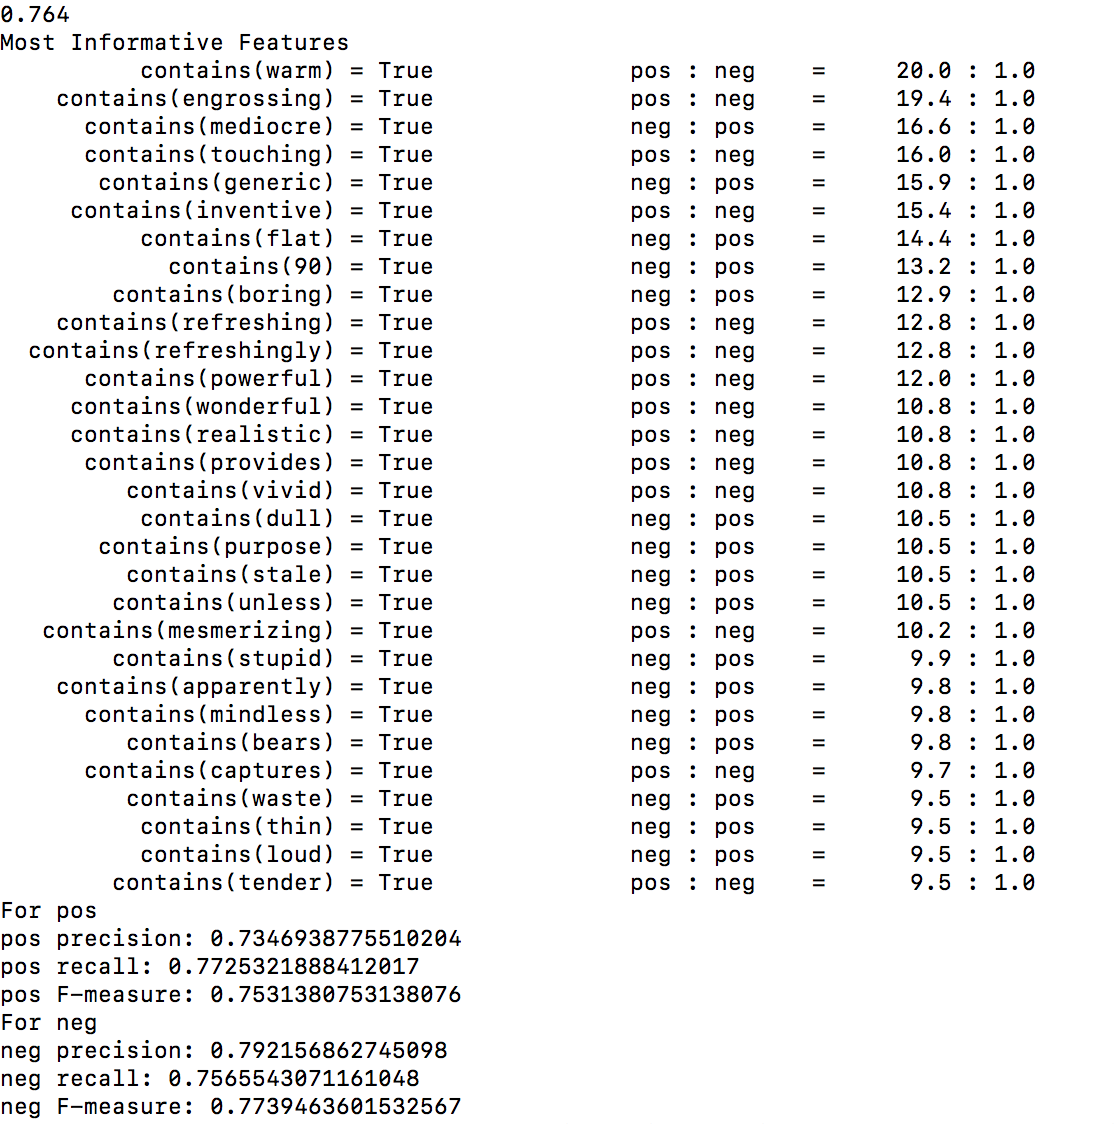 0.764
Most Informative Features
contains(warm) = True pos : neg = 20.0 : 1.0
contains(engrossing) = True pos : neg = 19.4 : 1.0
contains(mediocre) = True neg : pos = 16.6 : 1.0
contains(touching) = True pos : neg = 16.0 : 1.0
contains(generic) = True neg : pos = 15.9 : 1.0
contains(inventive) = True pos : neg = 15.4 : 1.0
contains(flat) = True neg : pos = 14.4 : 1.0
contains(90) = True neg : pos = 13.2 : 1.0
contains(boring) = True neg : pos = 12.9 : 1.0
contains(refreshing) = True pos : neg = 12.8 : 1.0
contains(refreshingly) = True pos : neg = 12.8 : 1.0
contains(powerful) = True pos : neg = 12.0 : 1.0
contains(wonderful) = True pos : neg = 10.8 : 1.0
contains(realistic) = True pos : neg = 10.8 : 1.0
contains(provides) = True pos : neg = 10.8 : 1.0
contains(vivid) = True pos : neg = 10.8 : 1.0
contains(dull) = True neg : pos = 10.5 : 1.0
contains(purpose) = True neg : pos = 10.5 : 1.0
contains(stale) = True neg : pos = 10.5 : 1.0
contains(unless) = True neg : pos = 10.5 : 1.0
contains(mesmerizing) = True pos : neg = 10.2 : 1.0
contains(stupid) = True neg : pos = 9.9 : 1.0
contains(apparently) = True neg : pos = 9.8 : 1.0
contains(mindless) = True neg : pos = 9.8 : 1.0
contains(bears) = True neg : pos = 9.8 : 1.0
contains(captures) = True pos : neg = 9.7 : 1.0
contains(waste) = True neg : pos = 9.5 : 1.0
contains(thin) = True neg : pos = 9.5 : 1.0
contains(loud) = True neg : pos = 9.5 : 1.0
contains(tender) = True pos : neg = 9.5 : 1.0
For pos
pos precision: 0.7346938775510204
pos recall: 0.7725321888412017
pos F-measure: 0.7531380753138076
For neg
neg precision: 0.792156862745098
neg recall: 0.7565543071161048
neg F-measure: 0.7739463601532567